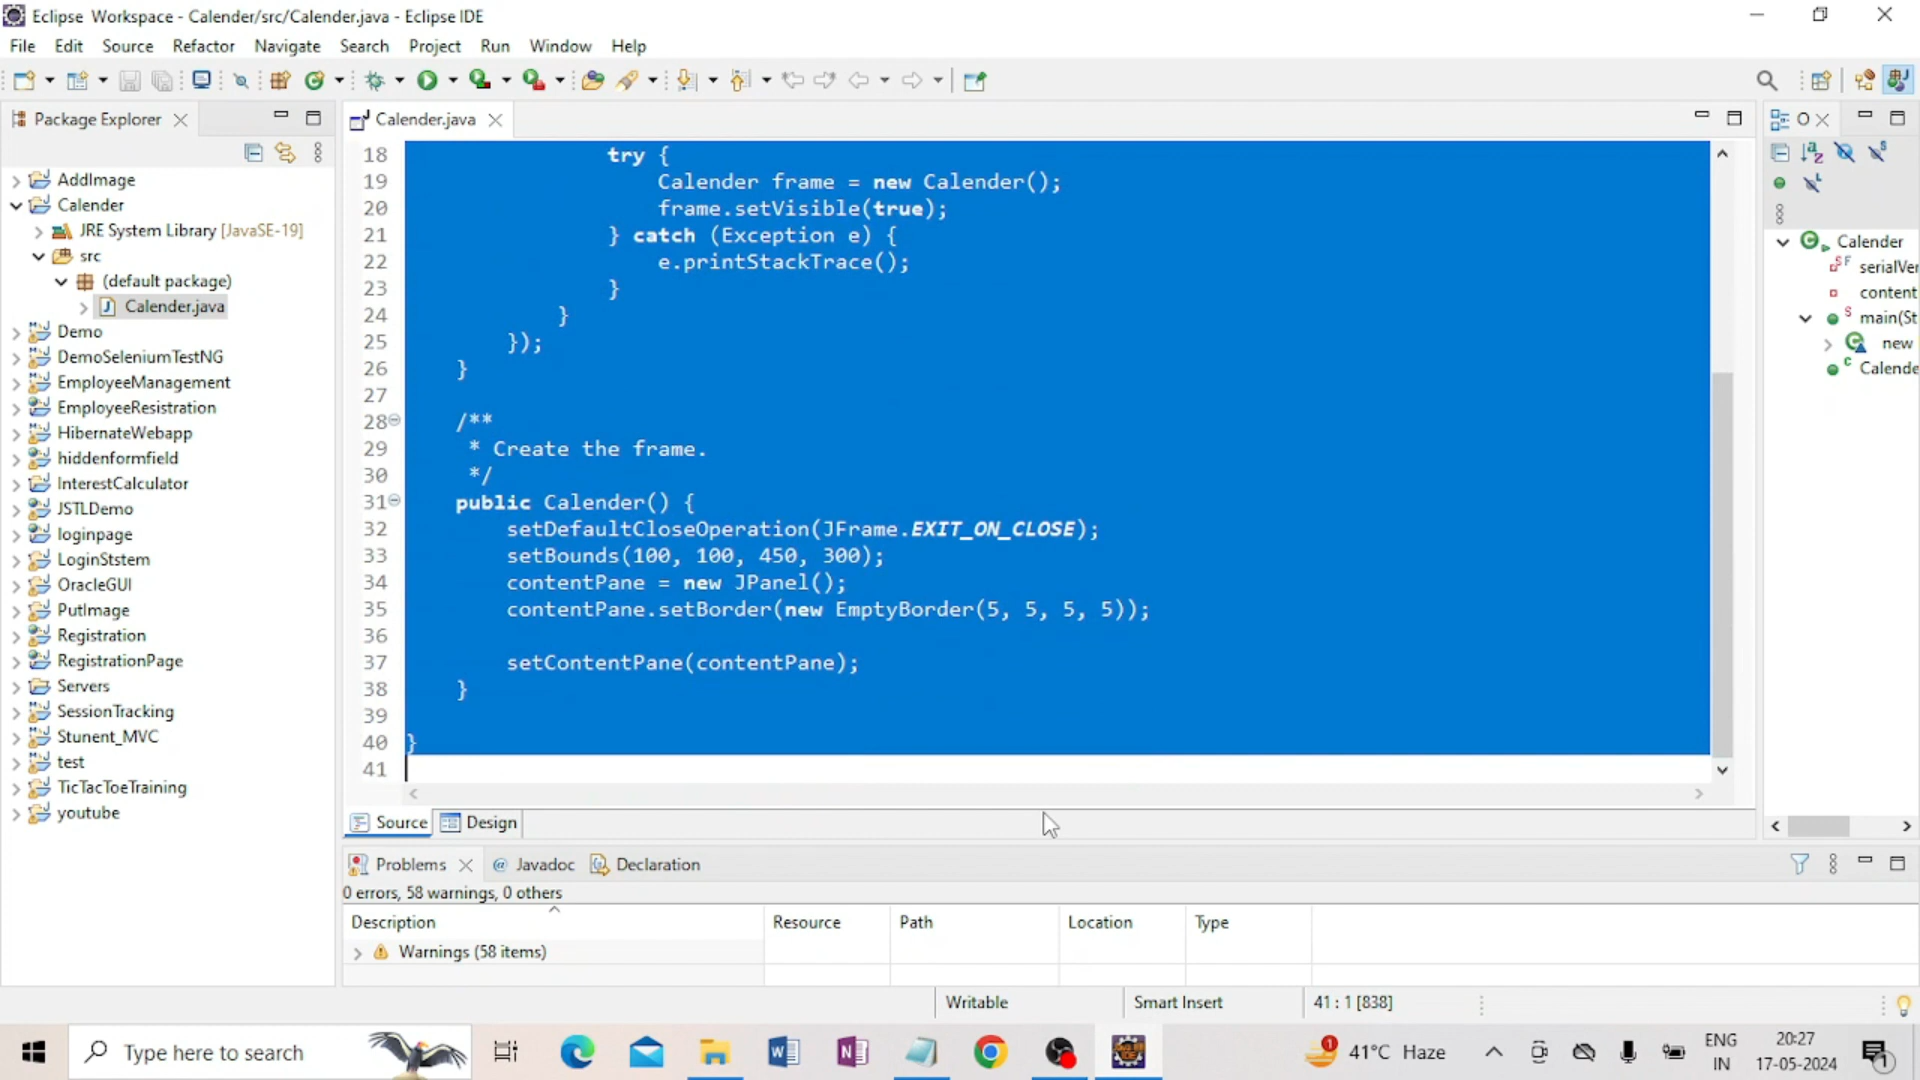 Eclipse Workspace - Calender/src/Calender.java - Eclipse IDE
File Edit Source Refactor Navigate Search Project Run Window Help
Package Explorer
AddImage
Calender
JRE System Library [JavaSE-19]
src
(default package)
Calender.java
Demo
DemoSeleniumTestNG
EmployeeManagement
EmployeeResistration
HibernateWebapp
hiddenformfield
InterestCalculator
JSTLDemo
loginpage
LoginStstem
OracleGUI
PutImage
Registration
RegistrationPage
Servers
SessionTracking
Stunent_MVC
test
TicTacToeTraining
youtube
Calender.java
18 try {
19 Calender frame = new Calender();
20 frame.setVisible(true);
21 } catch (Exception e) {
22 e.printStackTrace();
23 }
24 }
25 });
26 }
27
28 /**
29 * Create the frame.
30 */
31 public Calender() {
32 setDefaultCloseOperation(JFrame.EXIT_ON_CLOSE);
33 setBounds(100, 100, 450, 300);
34 contentPane = new JPanel();
35 contentPane.setBorder(new EmptyBorder(5, 5, 5, 5));
36
37 setContentPane(contentPane);
38 }
39
40 }
41
Source Design
O
Calender
serialVer
content
main(St
new
Calende
Problems Javadoc Declaration
0 errors, 58 warnings, 0 others
Description Resource Path Location Type
Warnings (58 items)
Writable Smart Insert 41 : 1 [838]
Type here to search
41°C Haze
ENG
IN
20:27
17-05-2024